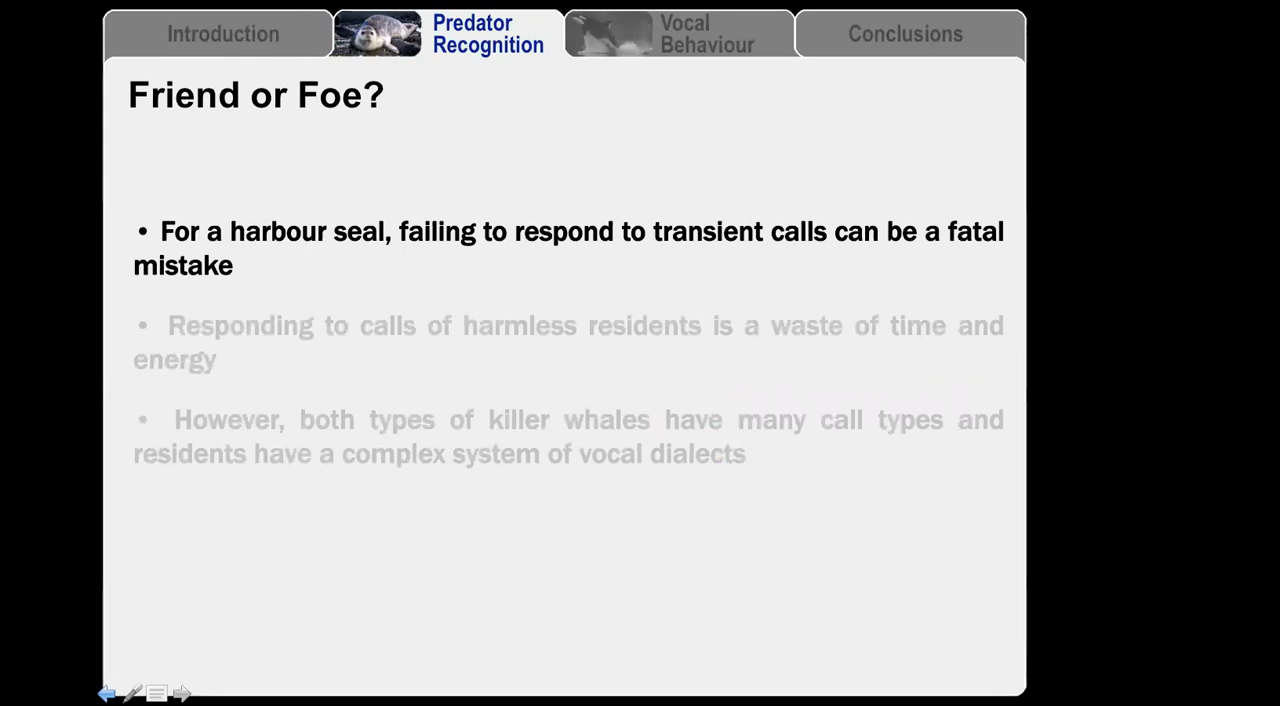 Introduction
Predator
Recognition
Vocal
Behaviour
Conclusions
Friend or Foe?
• For a harbour seal, failing to respond to transient calls can be a fatal
mistake
• Responding to calls of harmless residents is a waste of time and
energy
• However, both types of killer whales have many call types and
residents have a complex system of vocal dialects